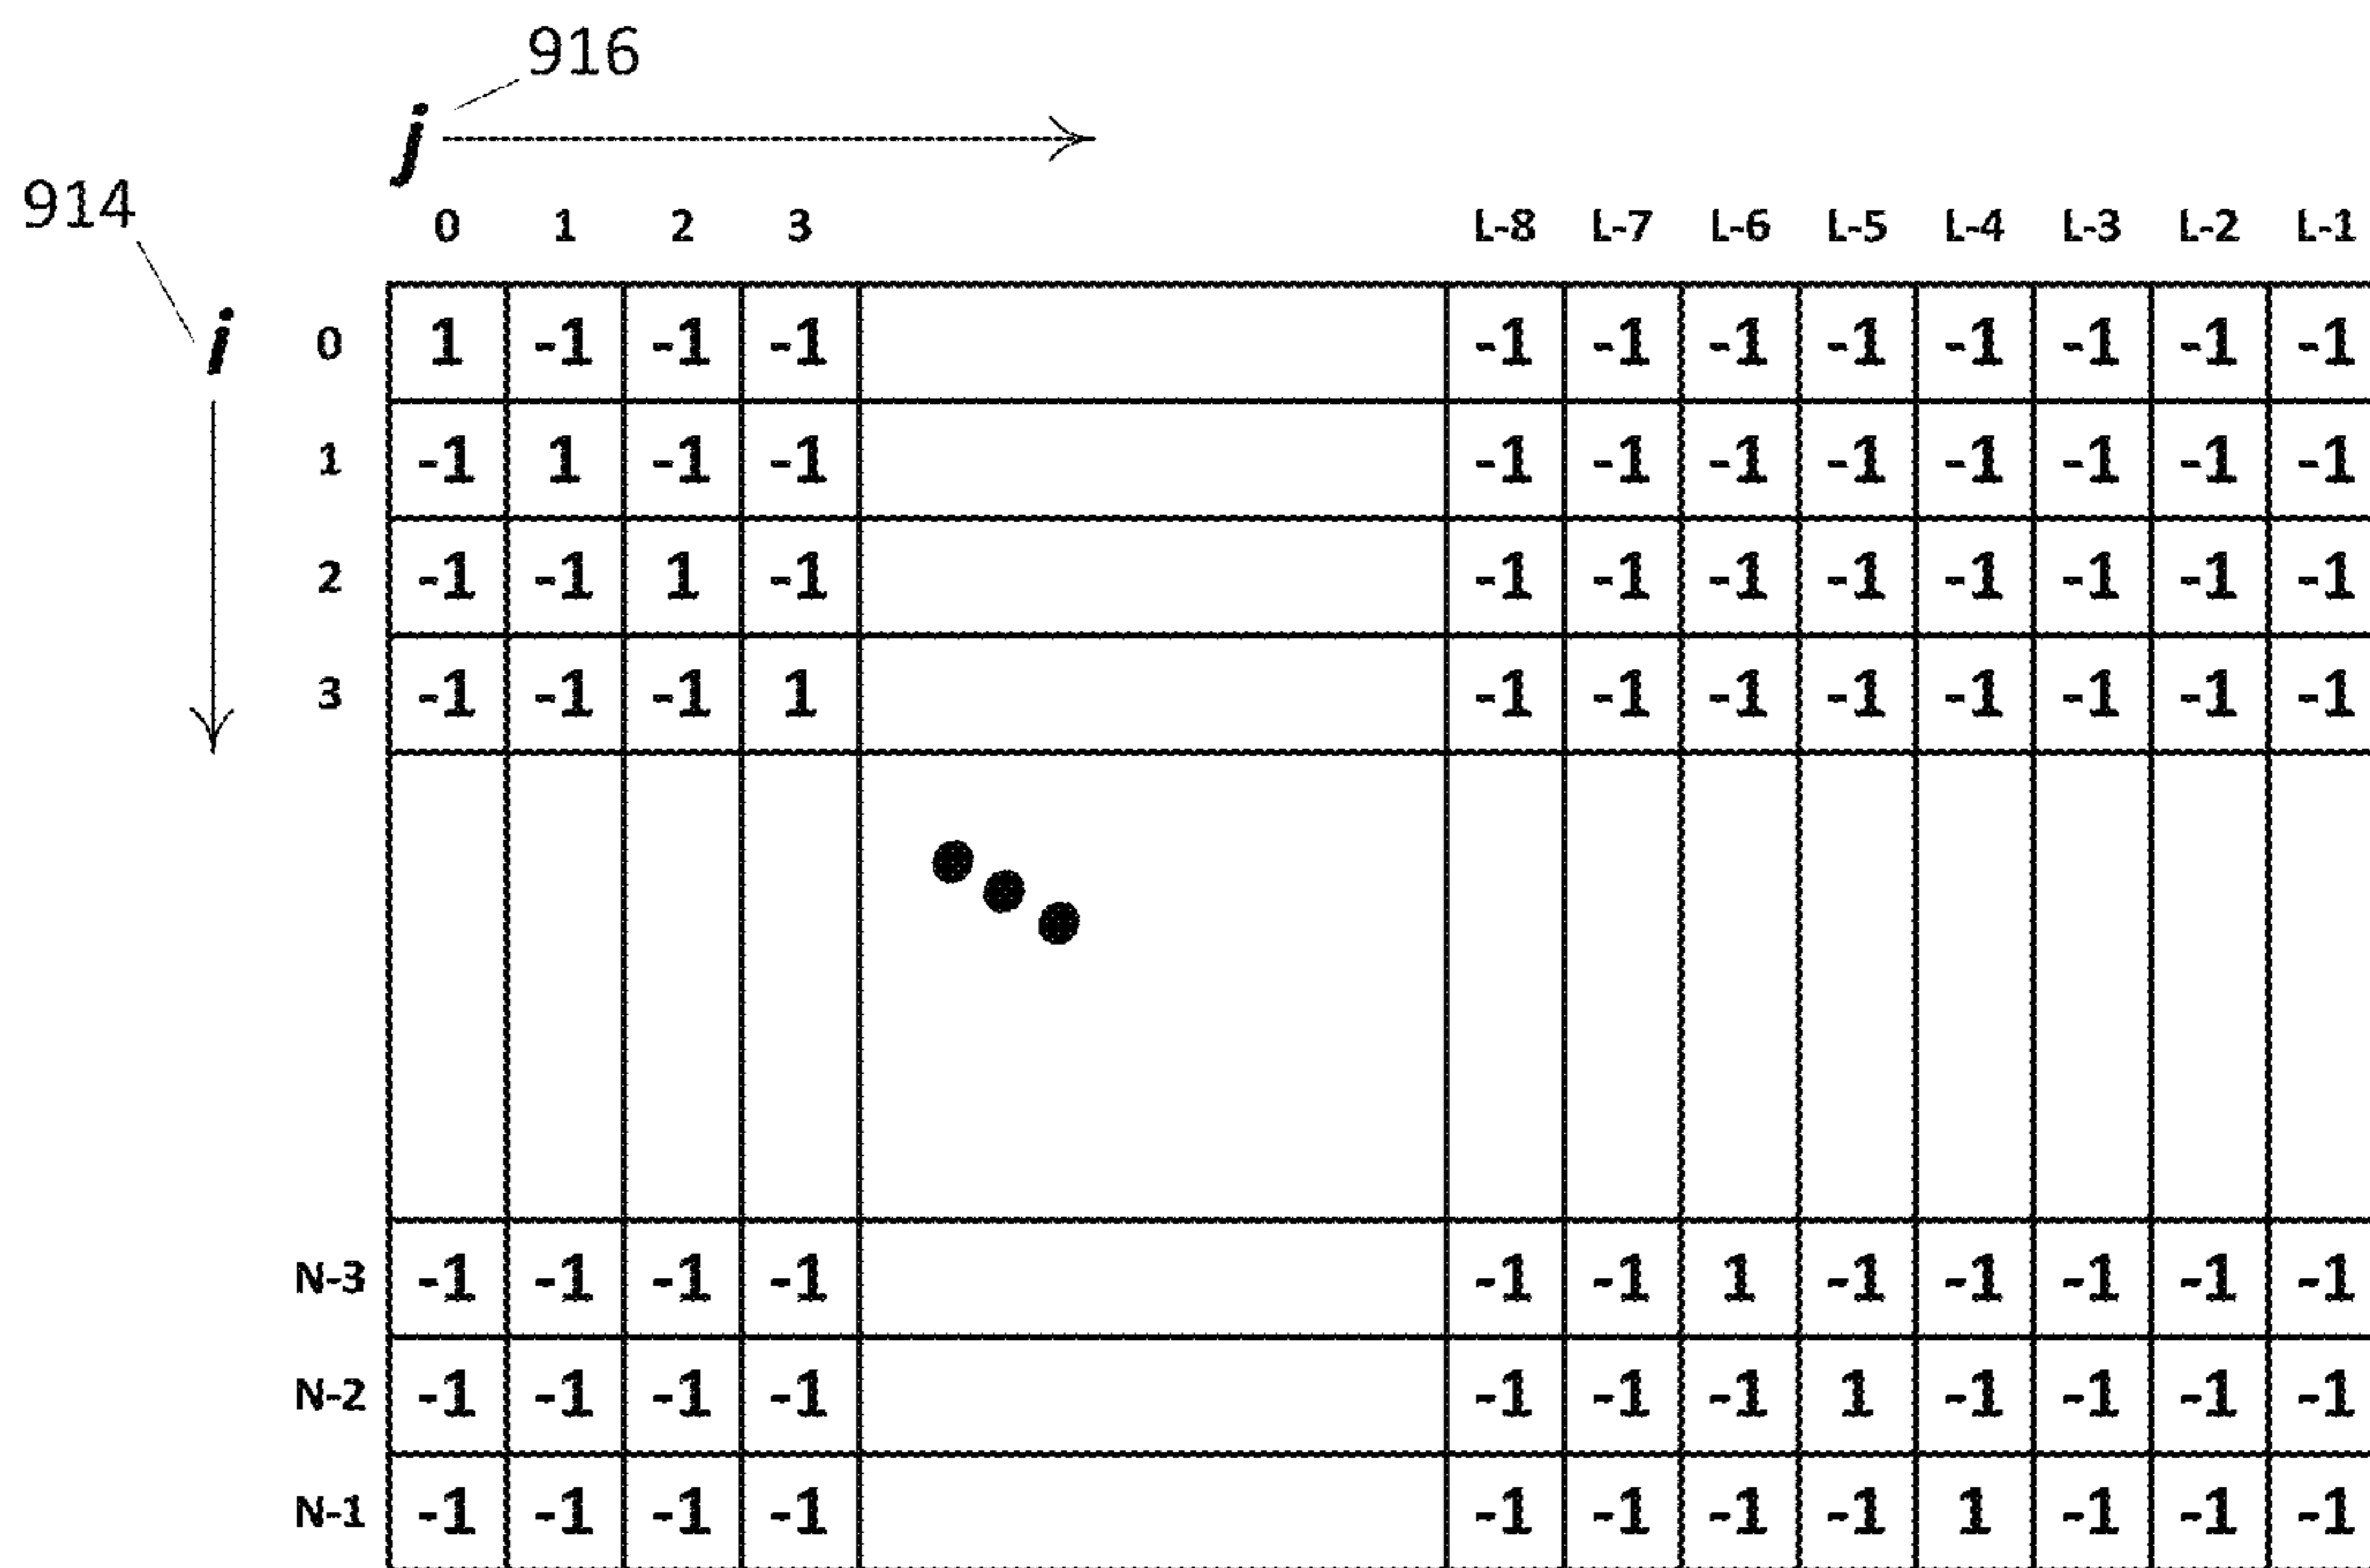 916
j
914
0 1 2 3 L-8 L-7 L-6 L-5 L-4 L-3 L-2 L-1
i
0 1 -1 -1 -1 -1 -1 -1 -1 -1 -1 -1 -1
1 -1 1 -1 -1 -1 -1 -1 -1 -1 -1 -1 -1
2 -1 -1 1 -1 -1 -1 -1 -1 -1 -1 -1 -1
3 -1 -1 -1 1 -1 -1 -1 -1 -1 -1 -1 -1
N-3 -1 -1 -1 -1 -1 -1 1 -1 -1 -1 -1 -1
N-2 -1 -1 -1 -1 -1 -1 -1 1 -1 -1 -1 -1
N-1 -1 -1 -1 -1 -1 -1 -1 -1 1 -1 -1 -1